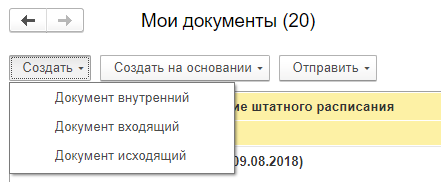 Мои документы (20)
Создать Создать на основании Отправить
Документ внутренний
ие штатного расписания
Документ входящий
Документ исходящий
09.08.2018)